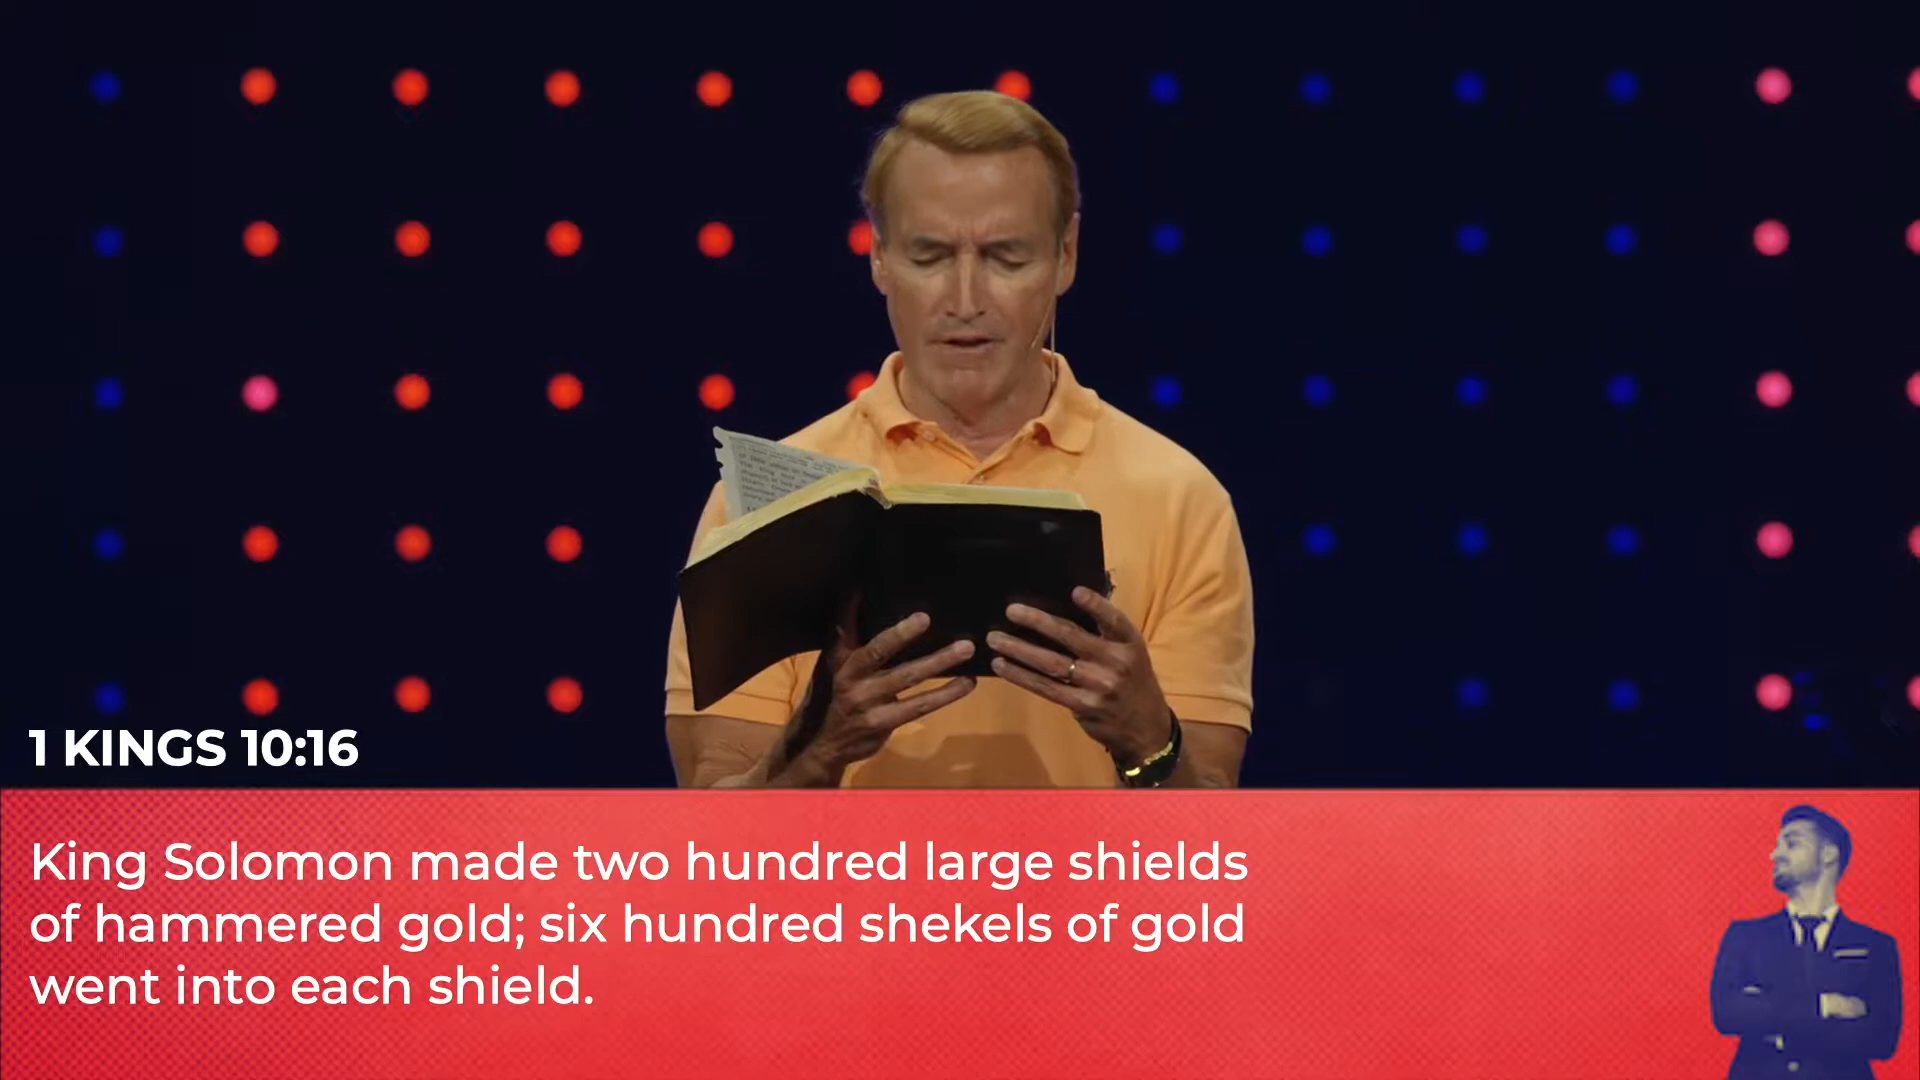 1 KINGS 10:16
King Solomon made two hundred large shields
of hammered gold; six hundred shekels of gold
went into each shield.